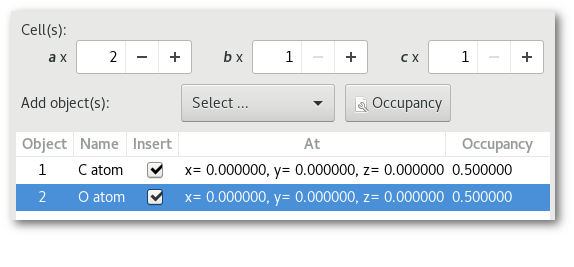 Cell(s):
a x 2 − + b x 1 − + c x 1 − +
Add object(s): Select ... Occupancy
Object Name Insert At Occupancy
1 C atom x= 0.000000, y= 0.000000, z= 0.000000 0.500000
2 O atom x= 0.000000, y= 0.000000, z= 0.000000 0.500000